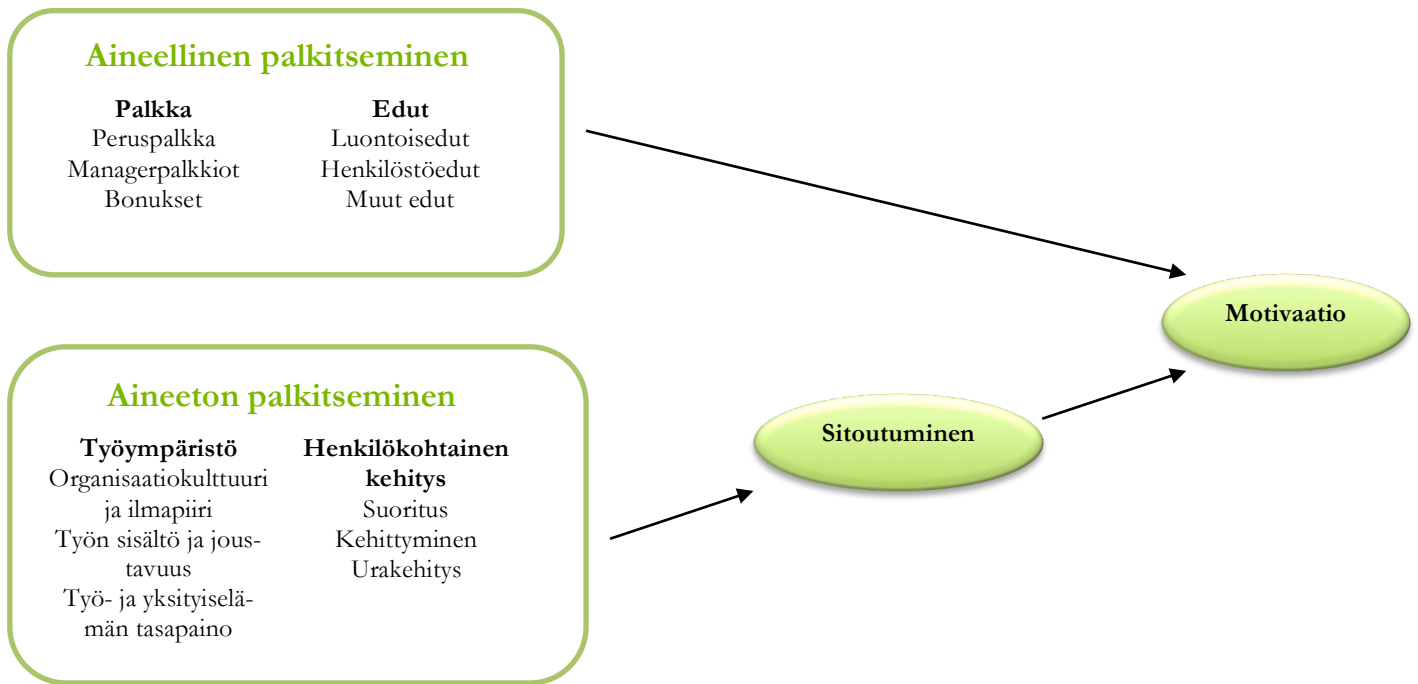 Aineellinen palkitseminen
Palkka
Peruspalkka
Managerpalkkiot
Bonukset
Edut
Luontoisedut
Henkilöstöedut
Muut edut
Motivaatio
Aineeton palkitseminen
Työympäristö
Organisaatiokulttuuri
ja ilmapiiri
Työn sisältö ja jous-
tavuus
Työ- ja yksityiselä-
män tasapaino
Henkilökohtainen
kehitys
Suoritus
Kehittyminen
Urakehitys
Sitoutuminen